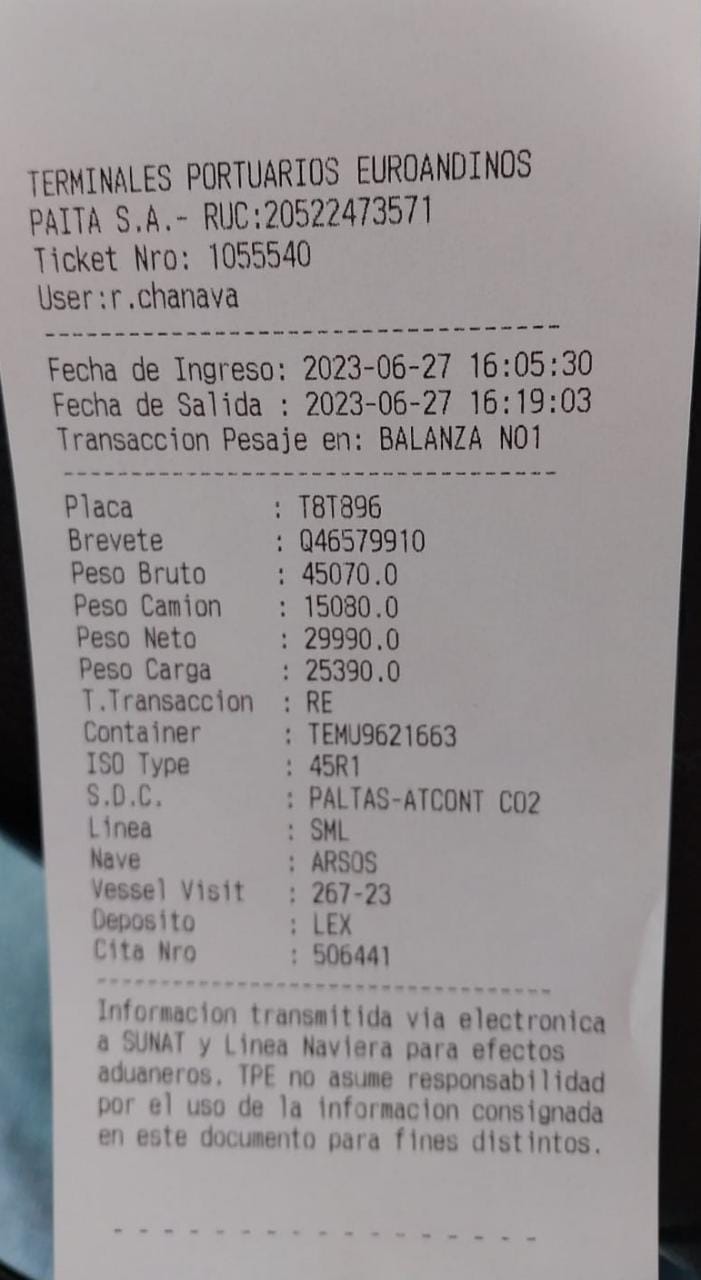 TERMINALES PORTUARIOS EUROANDINOS
PAITA S.A.- RUC:20522473571
Ticket Nro: 1055540
User:r.chanava
Fecha de Ingreso: 2023-06-27 16:05:30
Fecha de Salida : 2023-06-27 16:19:03
Transaccion Pesaje en: BALANZA NO1
Placa : T8T896
Brevete : Q46579910
Peso Bruto : 45070.0
Peso Camion : 15080.0
Peso Neto : 29990.0
Peso Carga : 25390.0
T.Transaccion : RE
Container : TEMU9621663
ISO Type : 45R1
S.D.C. : PALTAS-ATCONT CO2
Linea : SML
Nave : ARSOS
Vessel Visit : 267-23
Deposito : LEX
Cita Nro : 506441
Informacion transmitida via electronica
a SUNAT y Linea Naviera para efectos
aduaneros. TPE no asume responsabilidad
por el uso de la informacion consignada
en este documento para fines distintos.